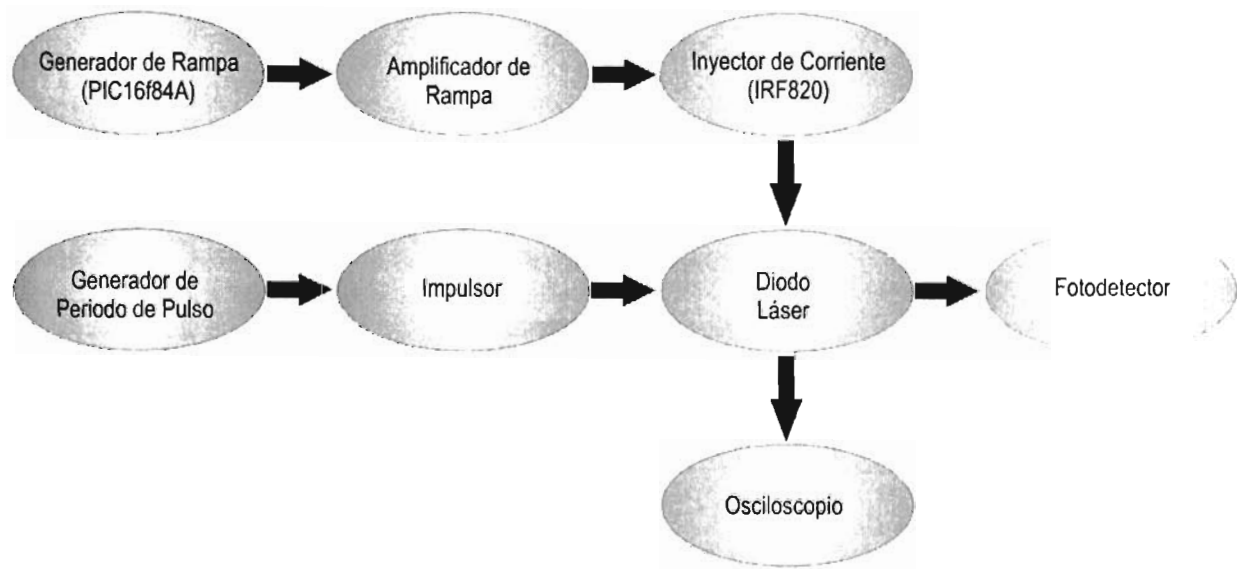 Generador de Rampa
(PIC16f84A)
Amplificador de
Rampa
Inyector de Corriente
(IRF820)
Generador de
Periodo de Pulso
Impulsor
Diodo
Láser
Fotodetector
Osciloscopio